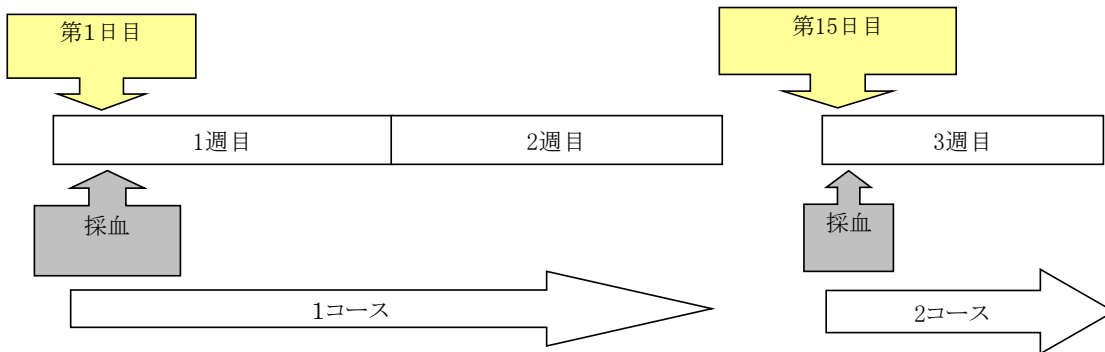 第1日目
第15日目
1週目
2週目
3週目
採血
採血
1コース
2コース